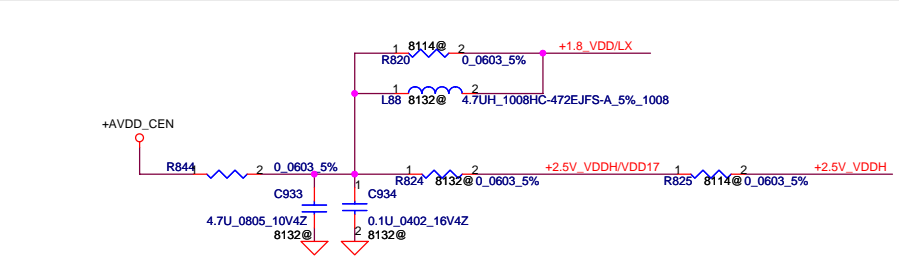 1 8114@ 2 +1.8_VDD/LX
R820 0_0603_5%
1 2
L88 8132@ 4.7UH_1008HC-472EJFS-A_5%_1008
+AVDD_CEN
R844 1 2 0_0603_5% 1 2 +2.5V_VDDH/VDD17 1 2 +2.5V_VDDH
R824 8132@ 0_0603_5% R825 8114@ 0_0603_5%
1
C933 C934
4.7U_0805_10V4Z 0.1U_0402_16V4Z
8132@ 2 8132@